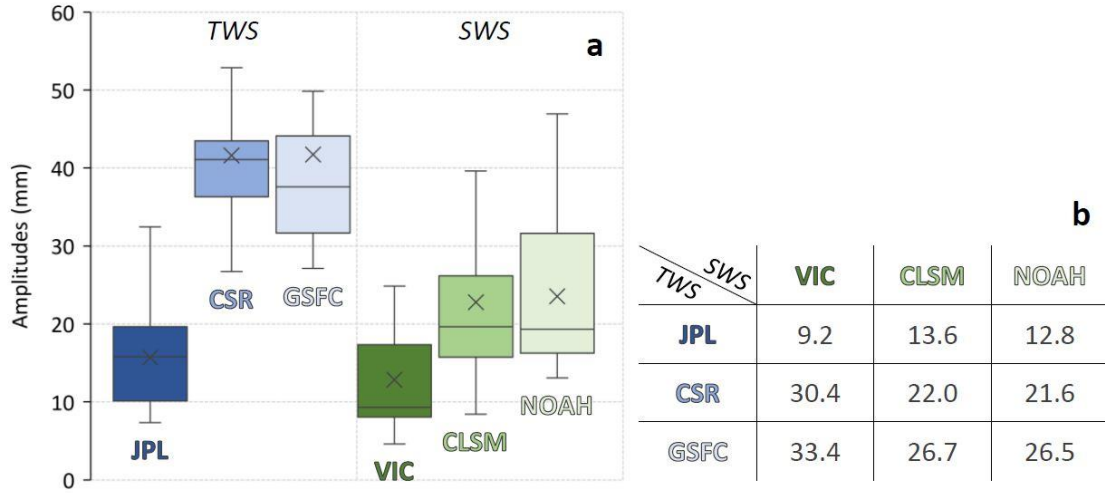 60
50
40
30
20
10
0
Amplitudes (mm)
TWS
SWS
a
JPL
CSR
GSFC
VIC
CLSM
NOAH
b
SWS
TWS
VIC CLSM NOAH
JPL 9.2 13.6 12.8
CSR 30.4 22.0 21.6
GSFC 33.4 26.7 26.5